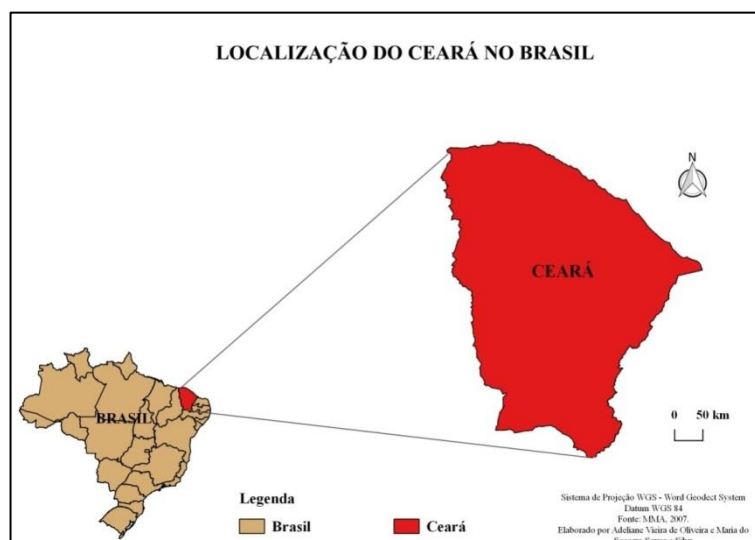 LOCALIZAÇÃO DO CEARÁ NO BRASIL
N
CEARÁ
BRASIL
0 50 km
Legenda
Brasil
Ceará
Sistema de Projeção WGS - Word Geodect System
Datum WGS 84
Fonte: MMA, 2007.
Elaborado por Adeliane Vieira de Oliveira e Maria do